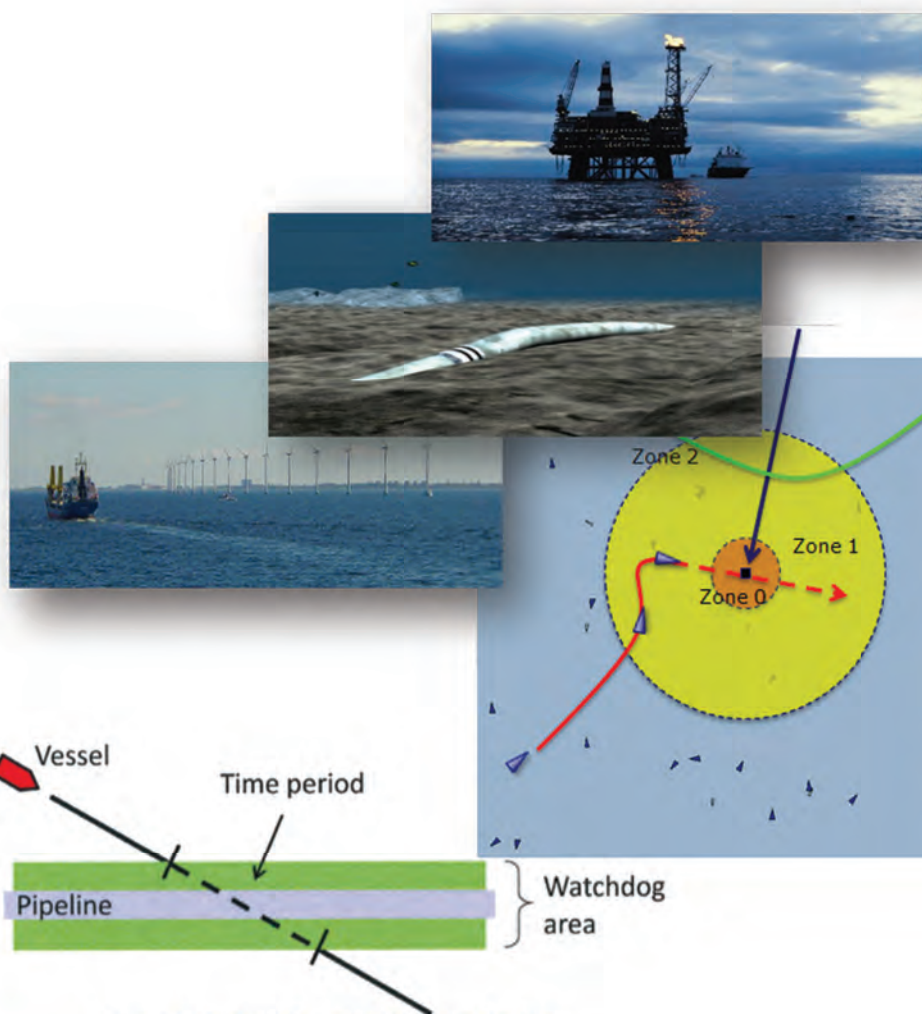 Zone 2
Zone 1
Zone 0
Vessel
Time period
Pipeline
Watchdog
area